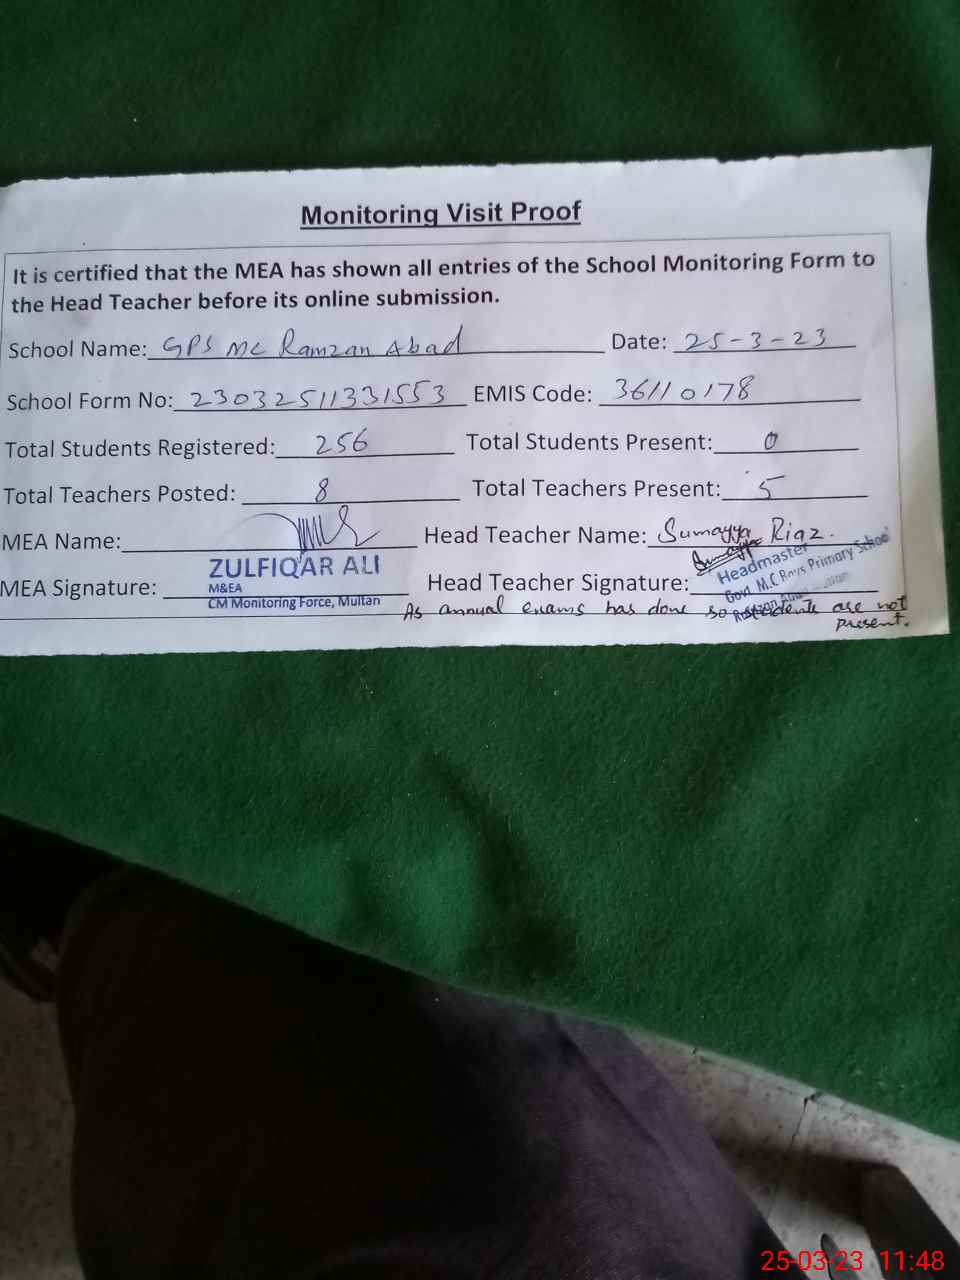 Monitoring Visit Proof
It is certified that the MEA has shown all entries of the School Monitoring Form to
the Head Teacher before its online submission.
School Name: GPS MC Ramzan Abad Date: 25-3-23
School Form No: 23032511331553 EMIS Code: 36110178
Total Students Registered: 256 Total Students Present: 0
Total Teachers Posted: 8 Total Teachers Present: 5
MEA Name: Head Teacher Name: Sumayya Riaz.
MEA Signature: ZULFIQAR ALI Head Teacher Signature: Sumayya
M&EA
CM Monitoring Force, Multan
Headmaster
Govt M.C Boys Primary School
As annual exams has done so students are not
present.
25-03-23 11:48